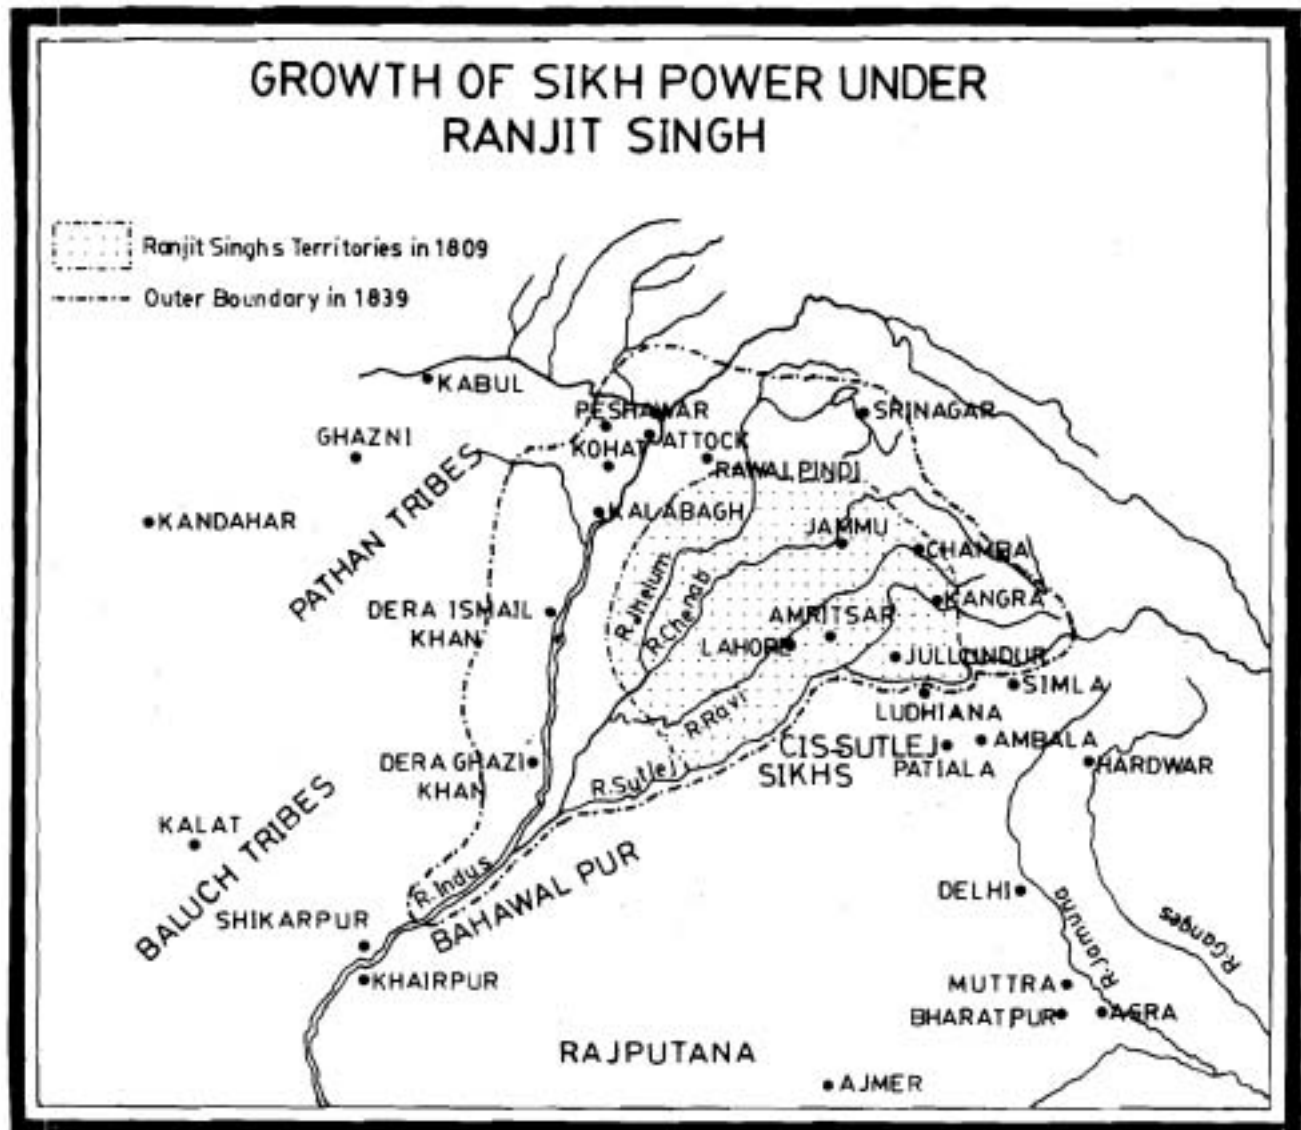 GROWTH OF SIKH POWER UNDER
RANJIT SINGH
Ranjit Singhs Territories in 1809
Outer Boundary in 1839
KABUL
PESHAWAR
SRINAGAR
GHAZNI
KOHAT
ATTOCK
RAWALPINDI
KANDAHAR
PATHAN TRIBES
KALABAGH
JAMMU
CHAMBA
R.Jhelum
R.Chenab
DERA ISMAIL
KHAN
AMRITSAR
KANGRA
LAHORE
JULLUNDUR
SIMLA
LUDHIANA
R.Ravi
CIS-SUTLEJ
SIKHS
AMBALA
PATIALA
HARDWAR
DERA GHAZI
KHAN
R.Sutlej
KALAT
BALUCH TRIBES
R.Indus
BAHAWAL PUR
DELHI
SHIKARPUR
KHAIRPUR
R.Jamuna
R.Ganges
MUTTRA
BHARATPUR
AGRA
RAJPUTANA
AJMER